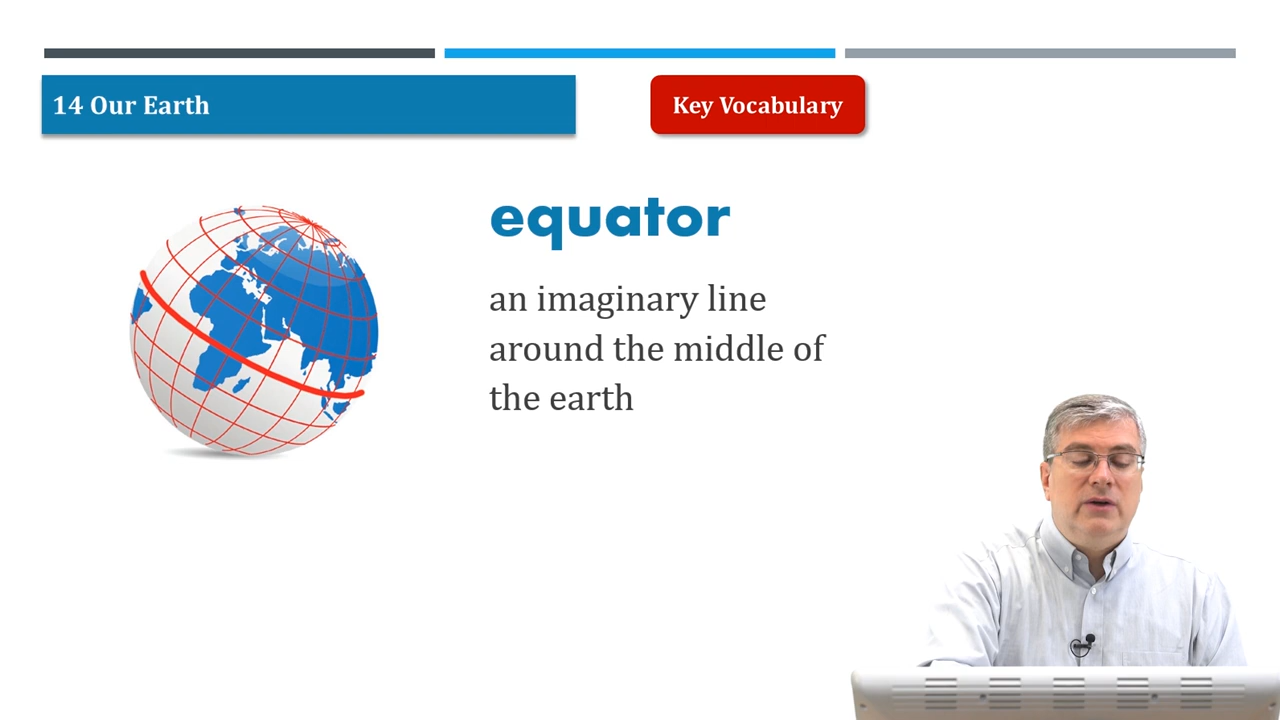 14 Our Earth
Key Vocabulary
equator
an imaginary line
around the middle of
the earth